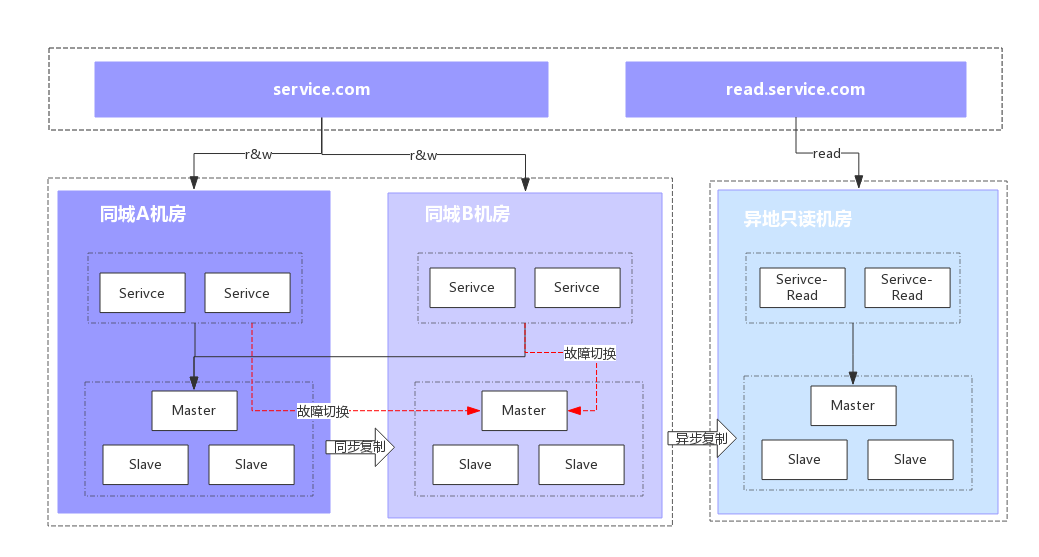 service.com
read.service.com
r&w
r&w
read
同城A机房
同城B机房
异地只读机房
Serivce
Serivce
Serivce
Serivce
Serivce-
Read
Serivce-
Read
故障切换
故障切换
Master
Master
Master
同步复制
异步复制
Slave
Slave
Slave
Slave
Slave
Slave